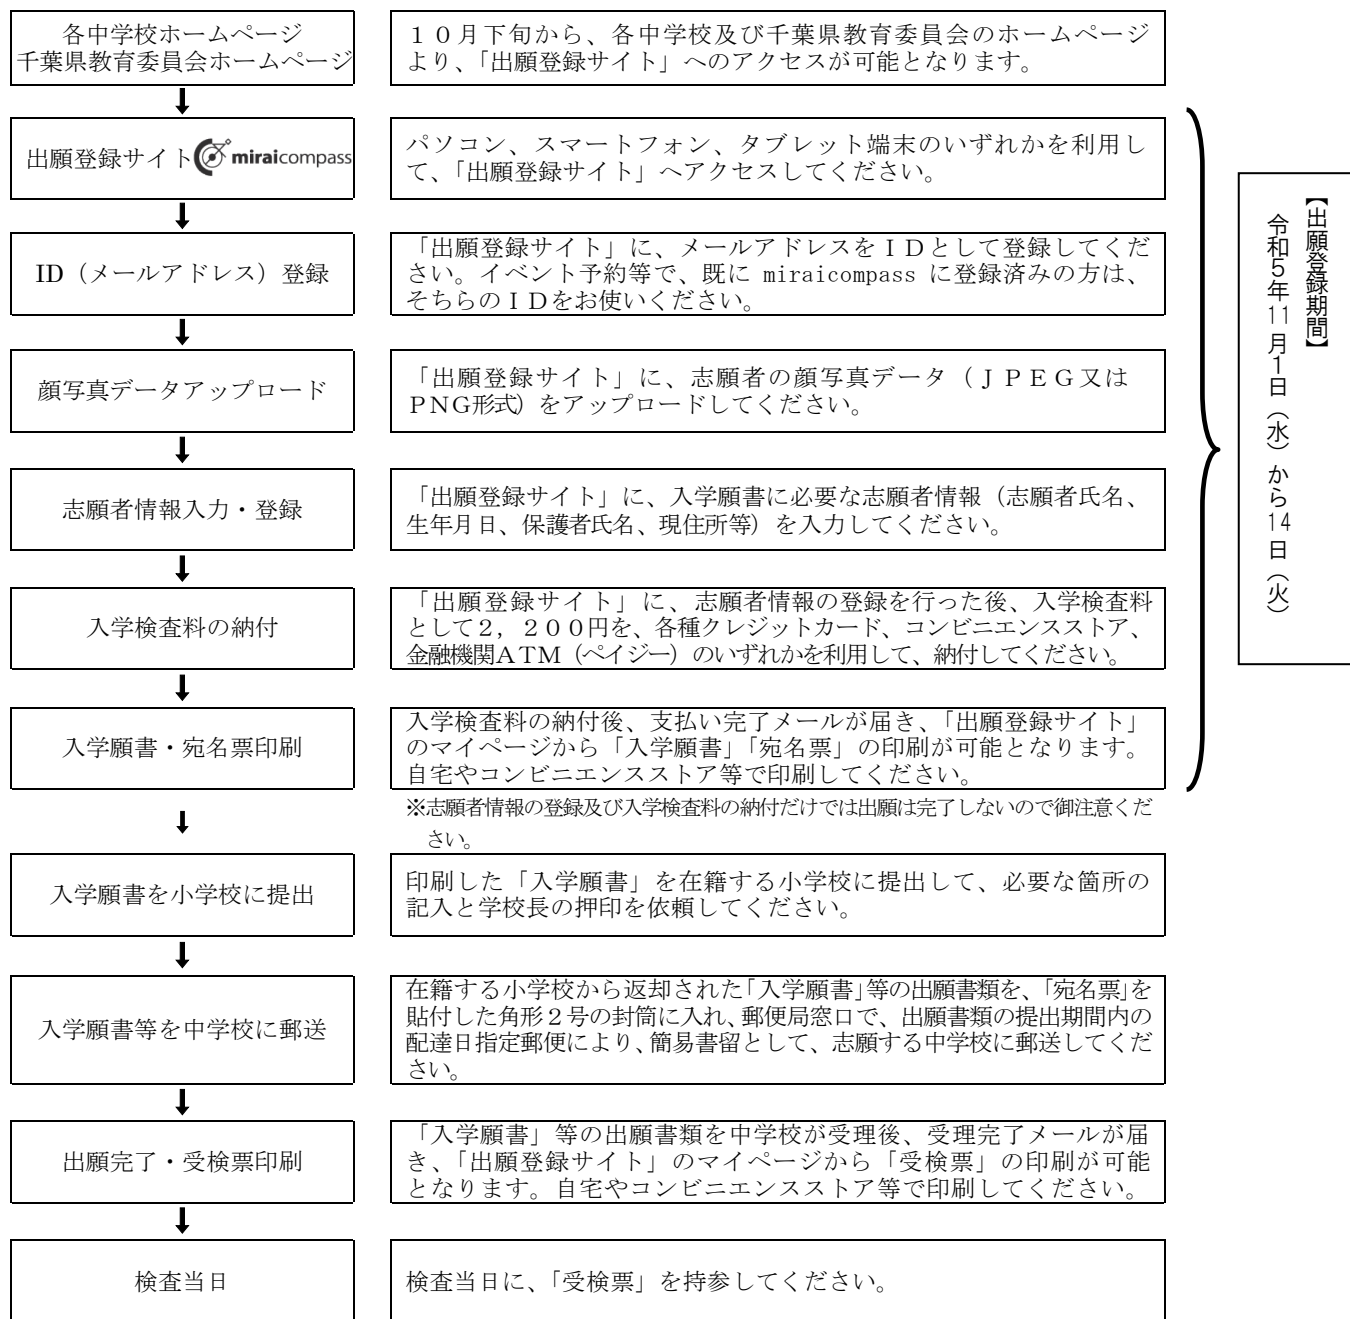 各中学校ホームページ
千葉県教育委員会ホームページ
１０月下旬から、各中学校及び千葉県教育委員会のホームページ
より、「出願登録サイト」へのアクセスが可能となります。
出願登録サイト miraicompass
パソコン、スマートフォン、タブレット端末のいずれかを利用し
て、「出願登録サイト」へアクセスしてください。
ID（メールアドレス）登録
「出願登録サイト」に、メールアドレスをＩＤとして登録してくだ
さい。イベント予約等で、既に miraicompass に登録済みの方は、
そちらのＩＤをお使いください。
顔写真データアップロード
「出願登録サイト」に、志願者の顔写真データ（ＪＰＥＧ又は
ＰＮＧ形式）をアップロードしてください。
志願者情報入力・登録
「出願登録サイト」に、入学願書に必要な志願者情報（志願者氏名、
生年月日、保護者氏名、現住所等）を入力してください。
入学検査料の納付
「出願登録サイト」に、志願者情報の登録を行った後、入学検査料
として２，２００円を、各種クレジットカード、コンビニエンスストア、
金融機関ＡＴＭ（ペイジー）のいずれかを利用して、納付してください。
入学願書・宛名票印刷
入学検査料の納付後、支払い完了メールが届き、「出願登録サイト」
のマイページから「入学願書」「宛名票」の印刷が可能となります。
自宅やコンビニエンスストア等で印刷してください。
※志願者情報の登録及び入学検査料の納付だけでは出願は完了しないので御注意くだ
さい。
【出願登録期間】
令和5年11月1日（水）から14日（火）
入学願書を小学校に提出
印刷した「入学願書」を在籍する小学校に提出して、必要な箇所の
記入と学校長の押印を依頼してください。
入学願書等を中学校に郵送
在籍する小学校から返却された「入学願書」等の出願書類を、「宛名票」を
貼付した角形２号の封筒に入れ、郵便局窓口で、出願書類の提出期間内の
配達日指定郵便により、簡易書留として、志願する中学校に郵送してくだ
さい。
出願完了・受検票印刷
「入学願書」等の出願書類を中学校が受理後、受理完了メールが届
き、「出願登録サイト」のマイページから「受検票」の印刷が可能
となります。自宅やコンビニエンスストア等で印刷してください。
検査当日
検査当日に、「受検票」を持参してください。